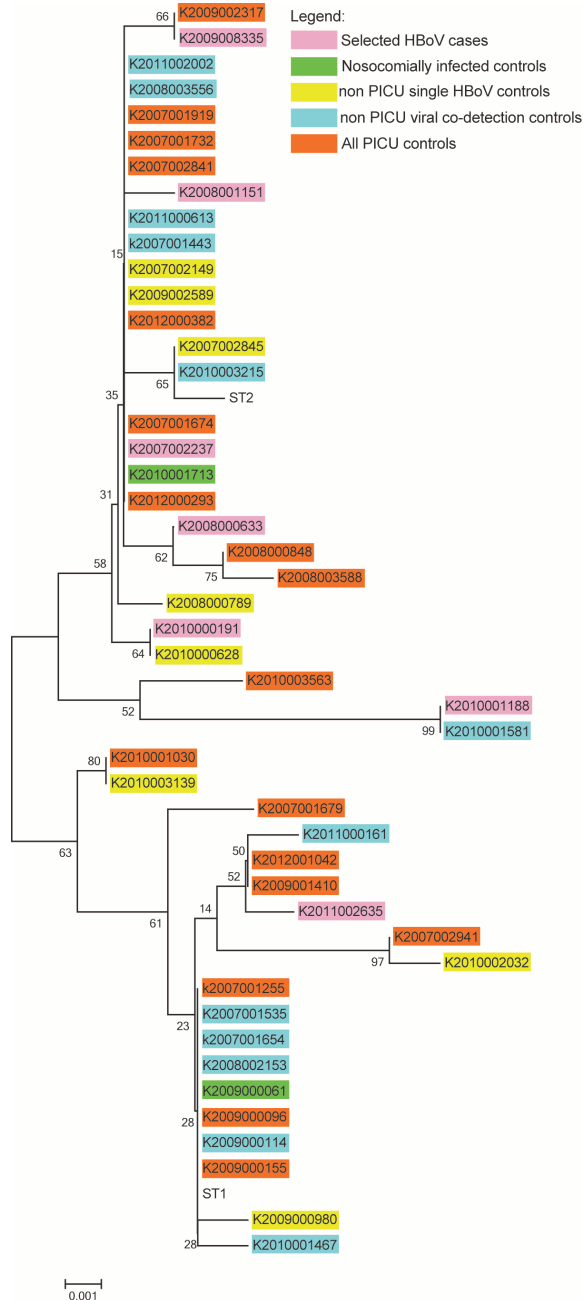 Legend:
Selected HBoV cases
Nosocomially infected controls
non PICU single HBoV controls
non PICU viral co-detection controls
All PICU controls
66
K2009002317
K2009008335
K2011002002
K2008003556
K2007001919
K2007001732
K2007002841
K2008001151
K2011000613
k2007001443
15
K2007002149
K2009002589
K2012000382
K2007002845
K2010003215
65
ST2
35
K2007001674
K2007002237
K2010001713
31
K2012000293
K2008000633
62
K2008000848
75
K2008003588
58
K2008000789
K2010000191
64
K2010000628
K2010003563
52
K2010001188
99
K2010001581
80
K2010001030
K2010003139
63
K2007001679
K2011000161
50
K2012001042
52
K2009001410
14
K2011002635
61
K2007002941
97
K2010002032
k2007001255
K2007001535
23
k2007001654
K2008002153
K2009000061
28
K2009000096
K2009000114
K2009000155
ST1
K2009000980
28
K2010001467
0.001